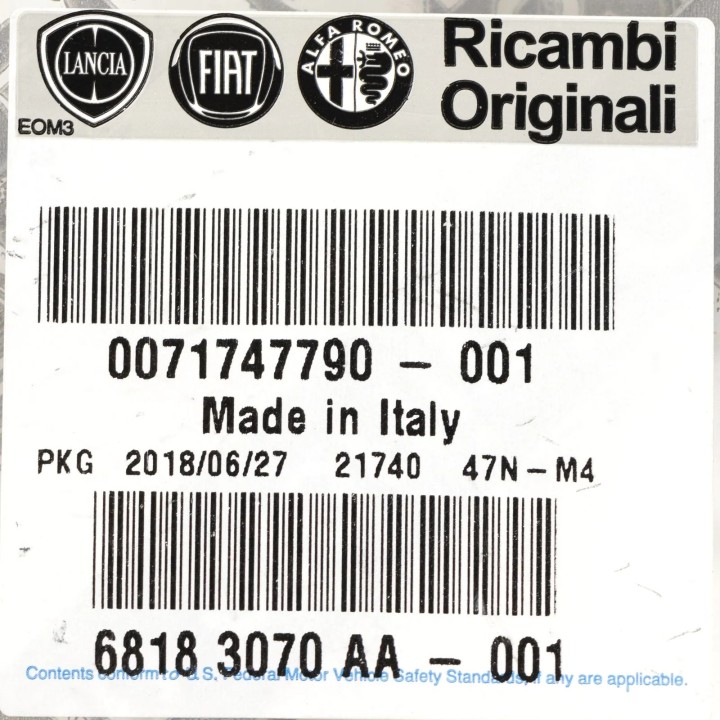 LANCIA FIAT ALFA ROMEO Ricambi
EOM3 Originali
0071747790 - 001
Made in Italy
PKG 2018/06/27 21740 47N-M4
6818 3070 AA - 001
Contents conform to U.S. Federal Motor Vehicle Safety Standards, if any are applicable.